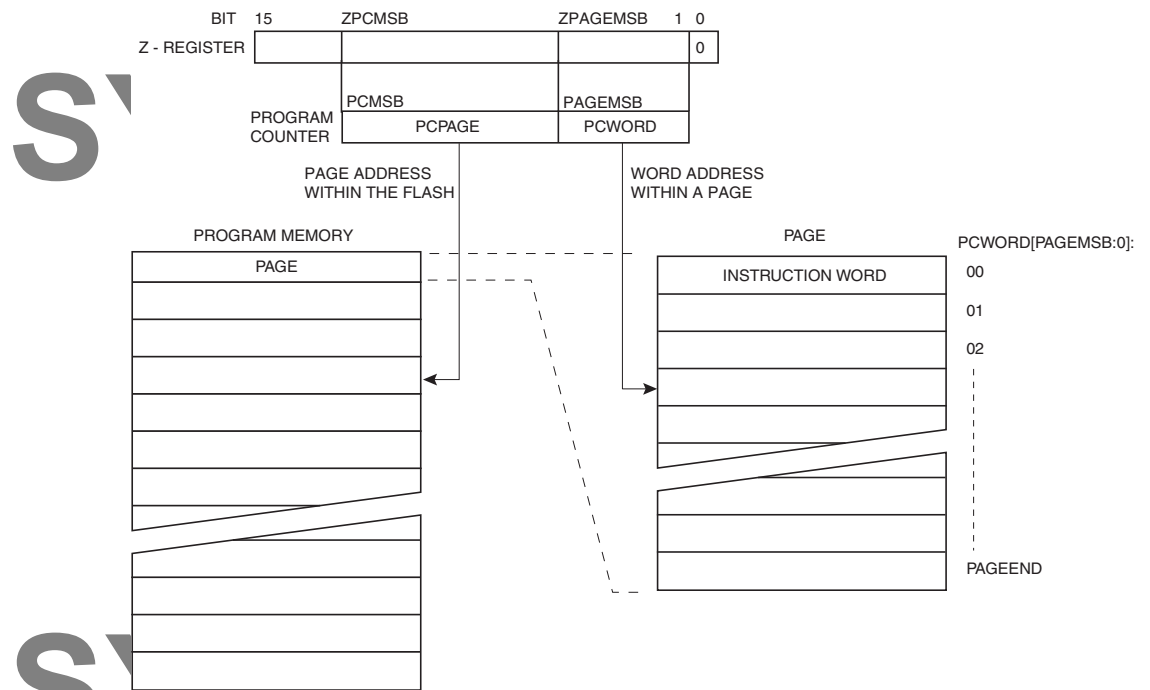 BIT 15 ZPCMSB ZPAGEMSB 1 0
Z - REGISTER 0
PCMSB PAGEMSB
PROGRAM
COUNTER
PCPAGE PCWORD
PAGE ADDRESS
WITHIN THE FLASH
WORD ADDRESS
WITHIN A PAGE
PROGRAM MEMORY
PAGE
PAGE
PCWORD[PAGEMSB:0]:
INSTRUCTION WORD
00
01
02
PAGEEND